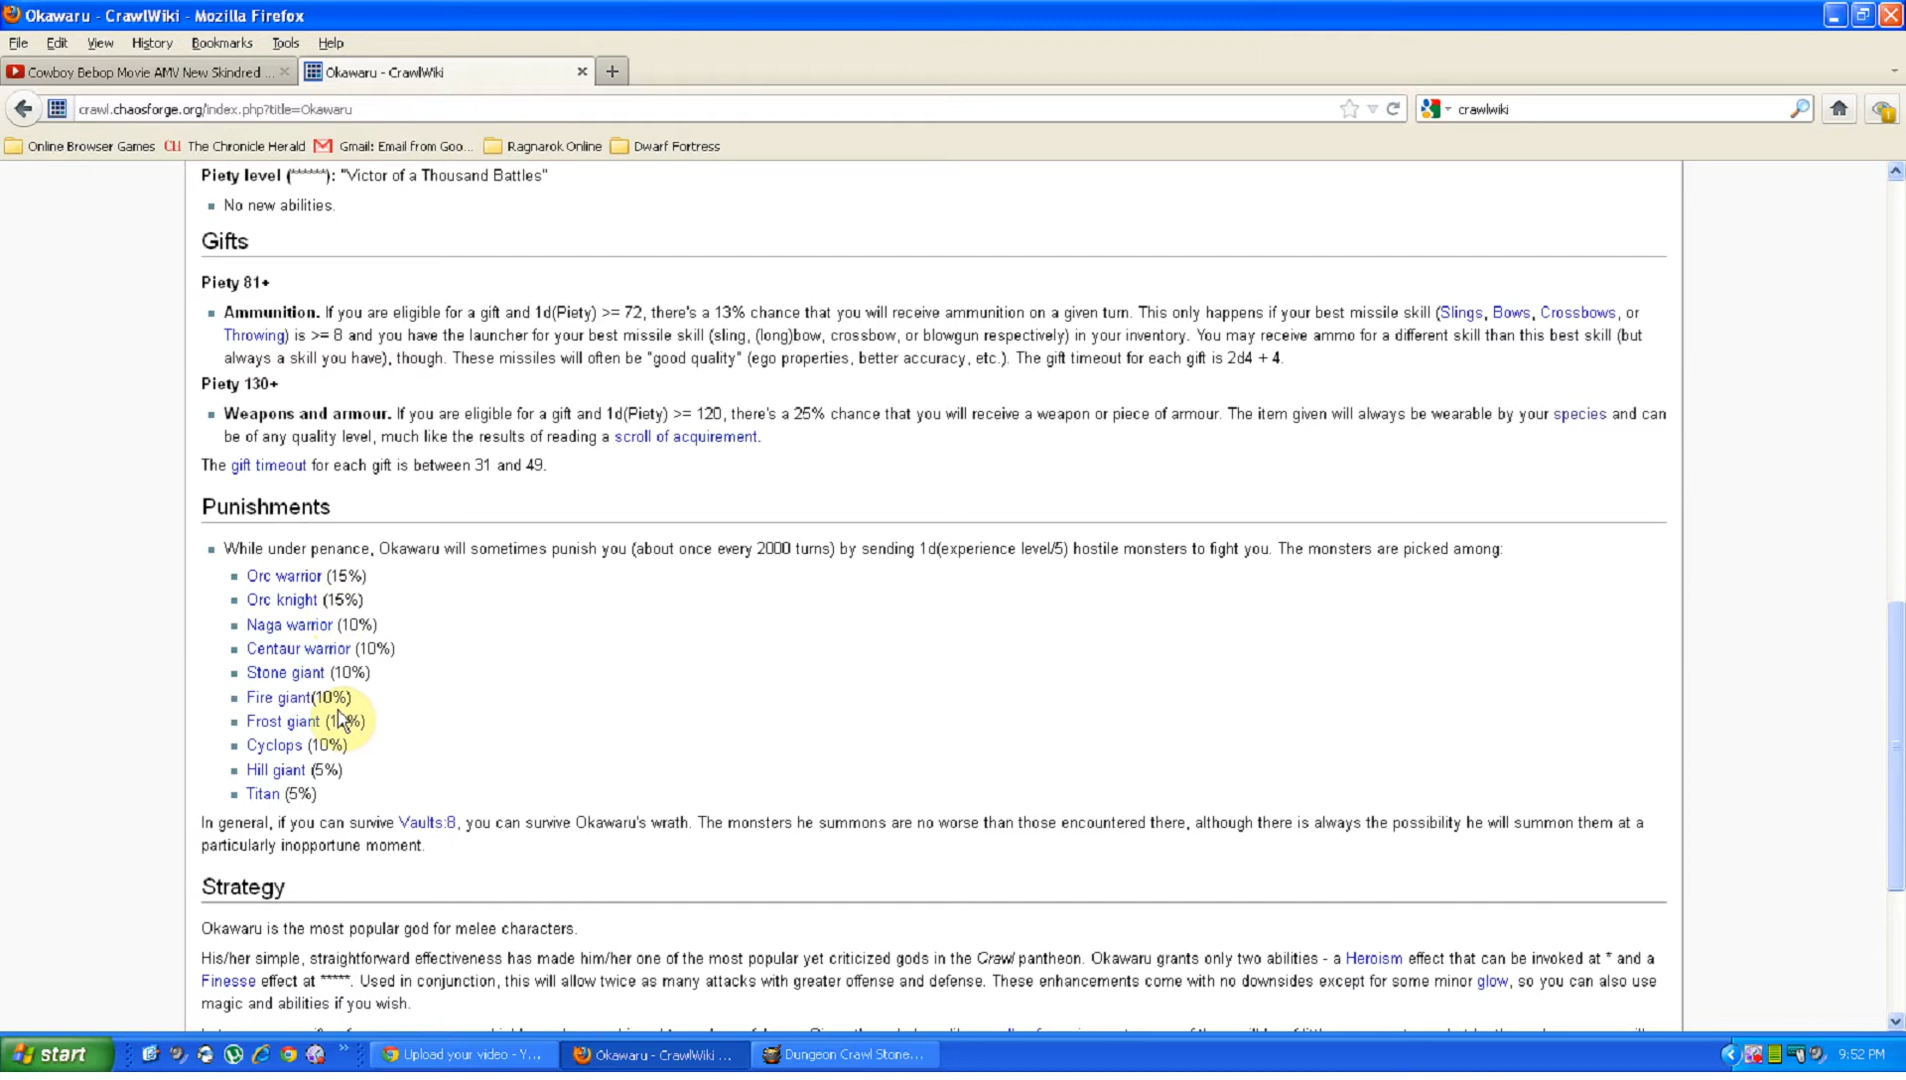 Okawaru - CrawlWiki - Mozilla Firefox
File Edit View History Bookmarks Tools Help
Cowboy Bebop Movie AMV New Skindred ... Okawaru - CrawlWiki
crawl.chaosforge.org/index.php?title=Okawaru crawlwiki
Online Browser Games CH The Chronicle Herald Gmail: Email from Goo... Ragnarok Online Dwarf Fortress
Piety level (******): "Victor of a Thousand Battles"
No new abilities.
Gifts
Piety 81+
Ammunition. If you are eligible for a gift and 1d(Piety) >= 72, there's a 13% chance that you will receive ammunition on a given turn. This only happens if your best missile skill (Slings, Bows, Crossbows, or
Throwing) is >= 8 and you have the launcher for your best missile skill (sling, (long)bow, crossbow, or blowgun respectively) in your inventory. You may receive ammo for a different skill than this best skill (but
always a skill you have), though. These missiles will often be "good quality" (ego properties, better accuracy, etc.). The gift timeout for each gift is 2d4 + 4.
Piety 130+
Weapons and armour. If you are eligible for a gift and 1d(Piety) >= 120, there's a 25% chance that you will receive a weapon or piece of armour. The item given will always be wearable by your species and can
be of any quality level, much like the results of reading a scroll of acquirement.
The gift timeout for each gift is between 31 and 49.
Punishments
While under penance, Okawaru will sometimes punish you (about once every 2000 turns) by sending 1d(experience level/5) hostile monsters to fight you. The monsters are picked among:
Orc warrior (15%)
Orc knight (15%)
Naga warrior (10%)
Centaur warrior (10%)
Stone giant (10%)
Fire giant(10%)
Frost giant
Cyclops (10%)
Hill giant (5%)
Titan (5%)
In general, if you can survive Vaults:8, you can survive Okawaru's wrath. The monsters he summons are no worse than those encountered there, although there is always the possibility he will summon them at a
particularly inopportune moment.
Strategy
Okawaru is the most popular god for melee characters.
His/her simple, straightforward effectiveness has made him/her one of the most popular yet criticized gods in the Crawl pantheon. Okawaru grants only two abilities - a Heroism effect that can be invoked at * and a
Finesse effect at *****. Used in conjunction, this will allow twice as many attacks with greater offense and defense. These enhancements come with no downsides except for some minor glow, so you can also use
magic and abilities if you wish.
start Upload your video - Y... Okawaru - CrawlWiki ... Dungeon Crawl Stone... 9:52 PM